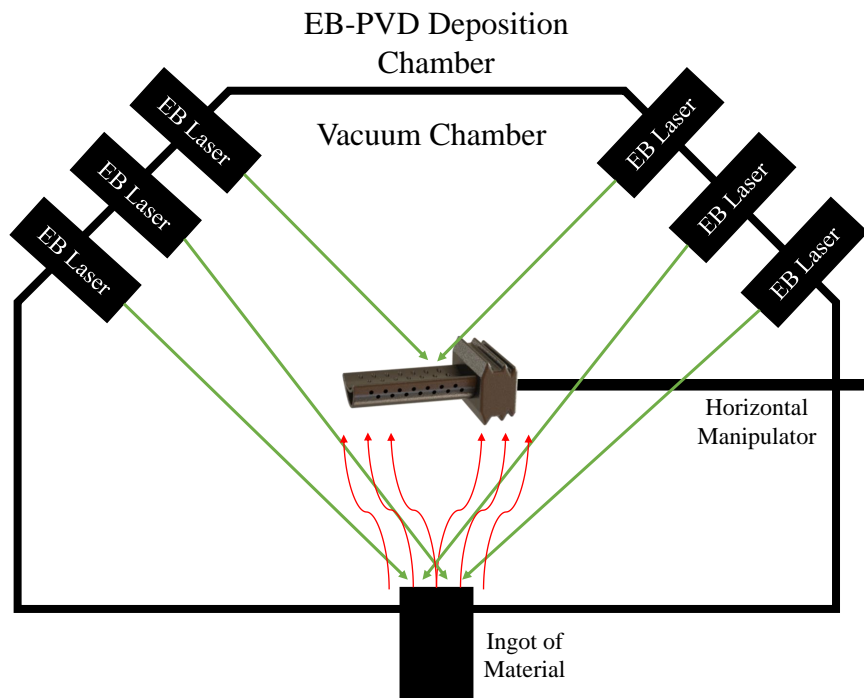 EB-PVD Deposition
Chamber
Vacuum Chamber
EB Laser
EB Laser
EB Laser
EB Laser
EB Laser
EB Laser
Horizontal
Manipulator
Ingot of
Material